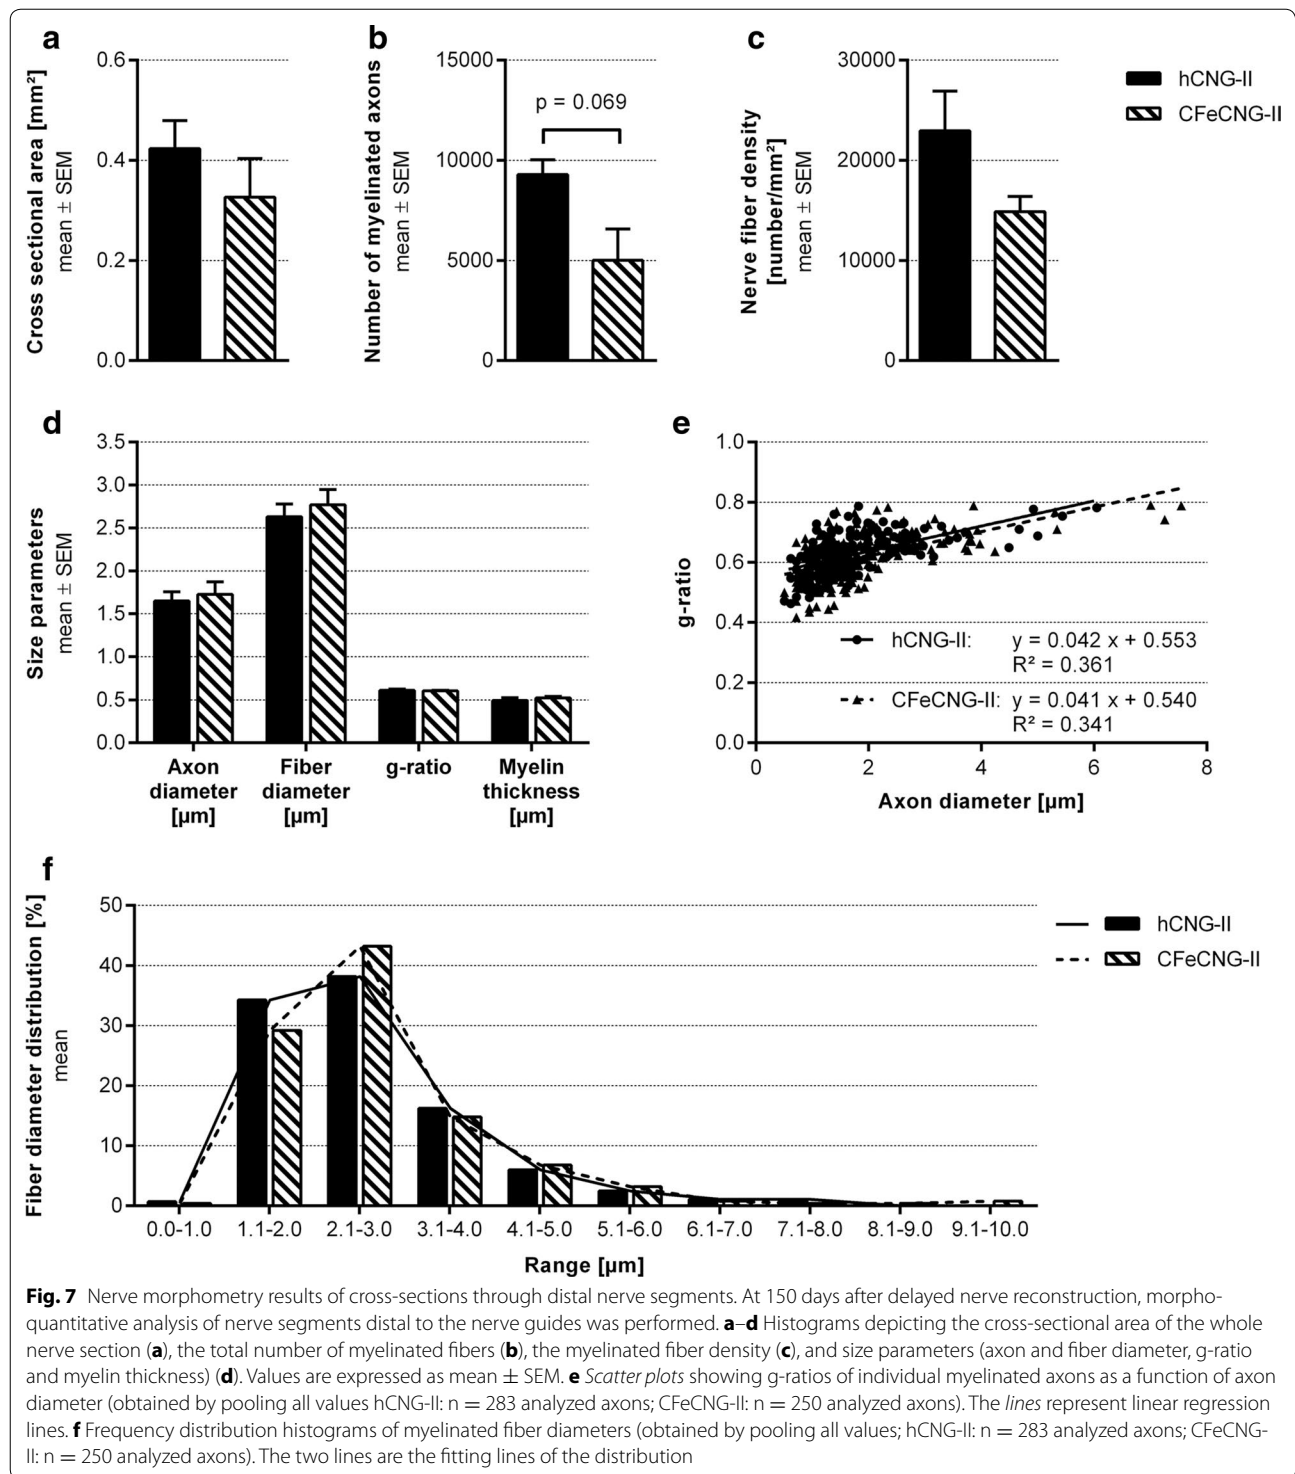 a
b
c
Cross sectional area [mm²]
mean ± SEM
0.6
0.4
0.2
0.0
Number of myelinated axons
mean ± SEM
15000
10000
5000
0
p = 0.069
Nerve fiber density
[number/mm²]
mean ± SEM
30000
20000
10000
0
hCNG-II
CFeCNG-II
d
Size parameters
mean ± SEM
3.5
3.0
2.5
2.0
1.5
1.0
0.5
0.0
Axon
diameter
[µm]
Fiber
diameter
[µm]
g-ratio
Myelin
thickness
[µm]
e
g-ratio
1.0
0.8
0.6
0.4
0.2
0.0
hCNG-II: y = 0.042 x + 0.553
R² = 0.361
CFeCNG-II: y = 0.041 x + 0.540
R² = 0.341
0 2 4 6 8
Axon diameter [µm]
f
Fiber diameter distribution [%]
mean
50
40
30
20
10
0
hCNG-II
CFeCNG-II
0.0-1.0 1.1-2.0 2.1-3.0 3.1-4.0 4.1-5.0 5.1-6.0 6.1-7.0 7.1-8.0 8.1-9.0 9.1-10.0
Range [µm]
Fig. 7 Nerve morphometry results of cross-sections through distal nerve segments. At 150 days after delayed nerve reconstruction, morpho-
quantitative analysis of nerve segments distal to the nerve guides was performed. a–d Histograms depicting the cross-sectional area of the whole
nerve section (a), the total number of myelinated fibers (b), the myelinated fiber density (c), and size parameters (axon and fiber diameter, g-ratio
and myelin thickness) (d). Values are expressed as mean ± SEM. e Scatter plots showing g-ratios of individual myelinated axons as a function of axon
diameter (obtained by pooling all values hCNG-II: n = 283 analyzed axons; CFeCNG-II: n = 250 analyzed axons). The lines represent linear regression
lines. f Frequency distribution histograms of myelinated fiber diameters (obtained by pooling all values; hCNG-II: n = 283 analyzed axons; CFeCNG-
II: n = 250 analyzed axons). The two lines are the fitting lines of the distribution